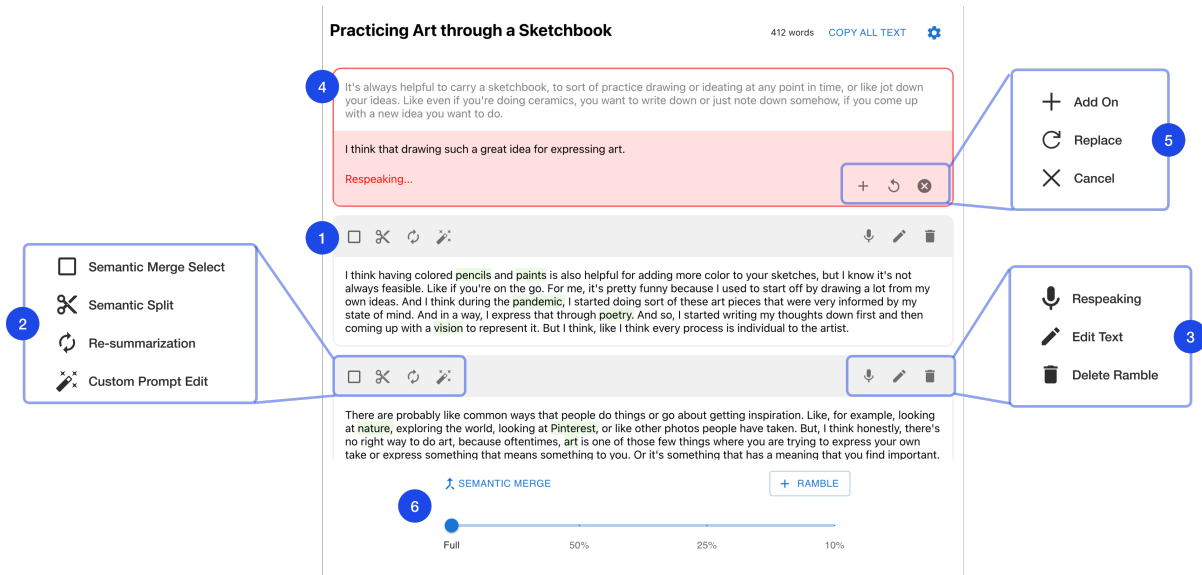 Practicing Art through a Sketchbook
412 words COPY ALL TEXT
4
It's always helpful to carry a sketchbook, to sort of practice drawing or ideating at any point in time, or like jot down
your ideas. Like even if you're doing ceramics, you want to write down or just note down somehow, if you come up
with a new idea you want to do.
I think that drawing such a great idea for expressing art.
Respeaking...
Add On
Replace
Cancel
5
1
I think having colored pencils and paints is also helpful for adding more color to your sketches, but I know it's not
always feasible. Like if you're on the go. For me, it's pretty funny because I used to start off by drawing a lot from my
own ideas. And I think during the pandemic, I started doing sort of these art pieces that were very informed by my
state of mind. And in a way, I express that through poetry. And so, I started writing my thoughts down first and then
coming up with a vision to represent it. But I think, like I think every process is individual to the artist.
2
Semantic Merge Select
Semantic Split
Re-summarization
Custom Prompt Edit
Respeaking
Edit Text
Delete Ramble
3
There are probably like common ways that people do things or go about getting inspiration. Like, for example, looking
at nature, exploring the world, looking at Pinterest, or like other photos people have taken. But, I think honestly, there's
no right way to do art, because oftentimes, art is one of those few things where you are trying to express your own
take or express something that means something to you. Or it's something that has a meaning that you find important.
SEMANTIC MERGE
+ RAMBLE
6
Full 50% 25% 10%